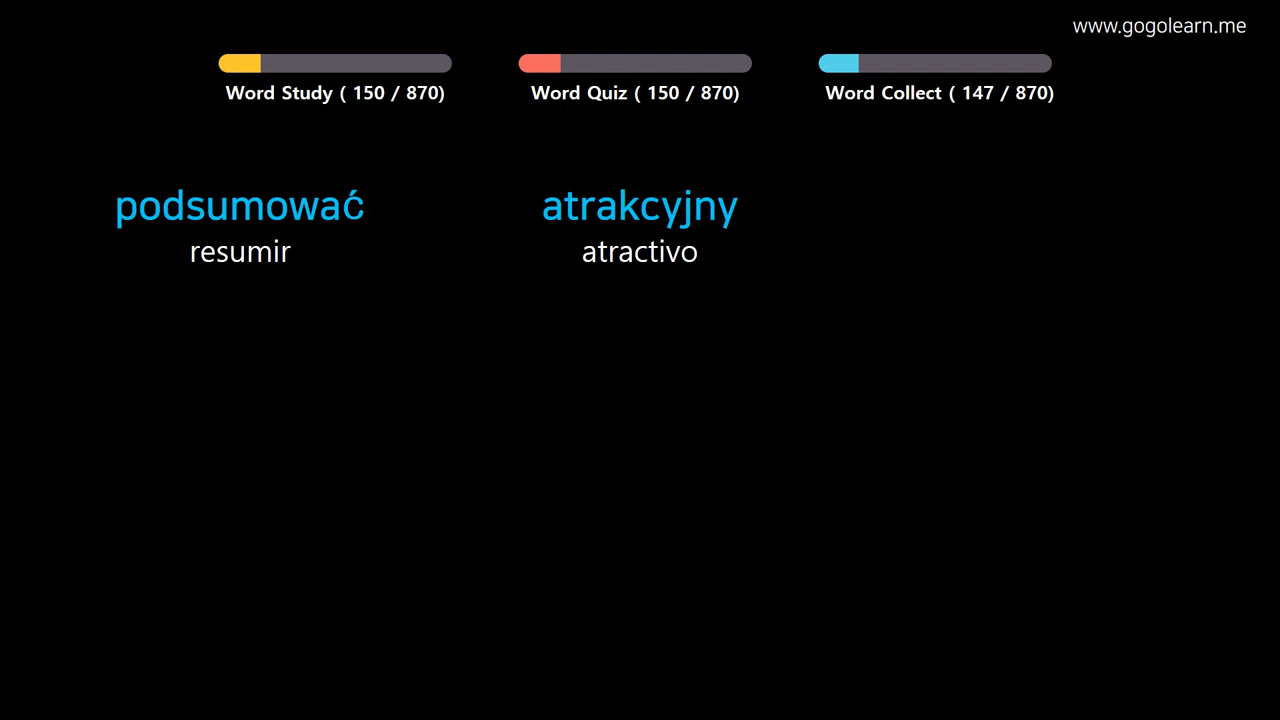 www.gogolearn.me
Word Study ( 150 / 870)
Word Quiz ( 150 / 870)
Word Collect ( 147 / 870)
podsumować
resumir
atrakcyjny
atractivo